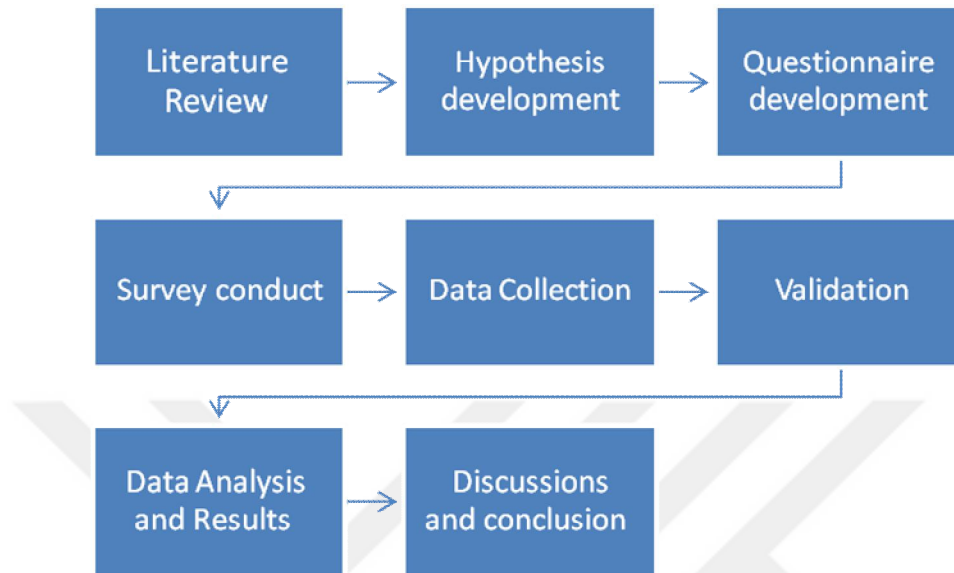 Literature
Review
Hypothesis
development
Questionnaire
development
Survey conduct
Data Collection
Validation
Data Analysis
and Results
Discussions
and conclusion